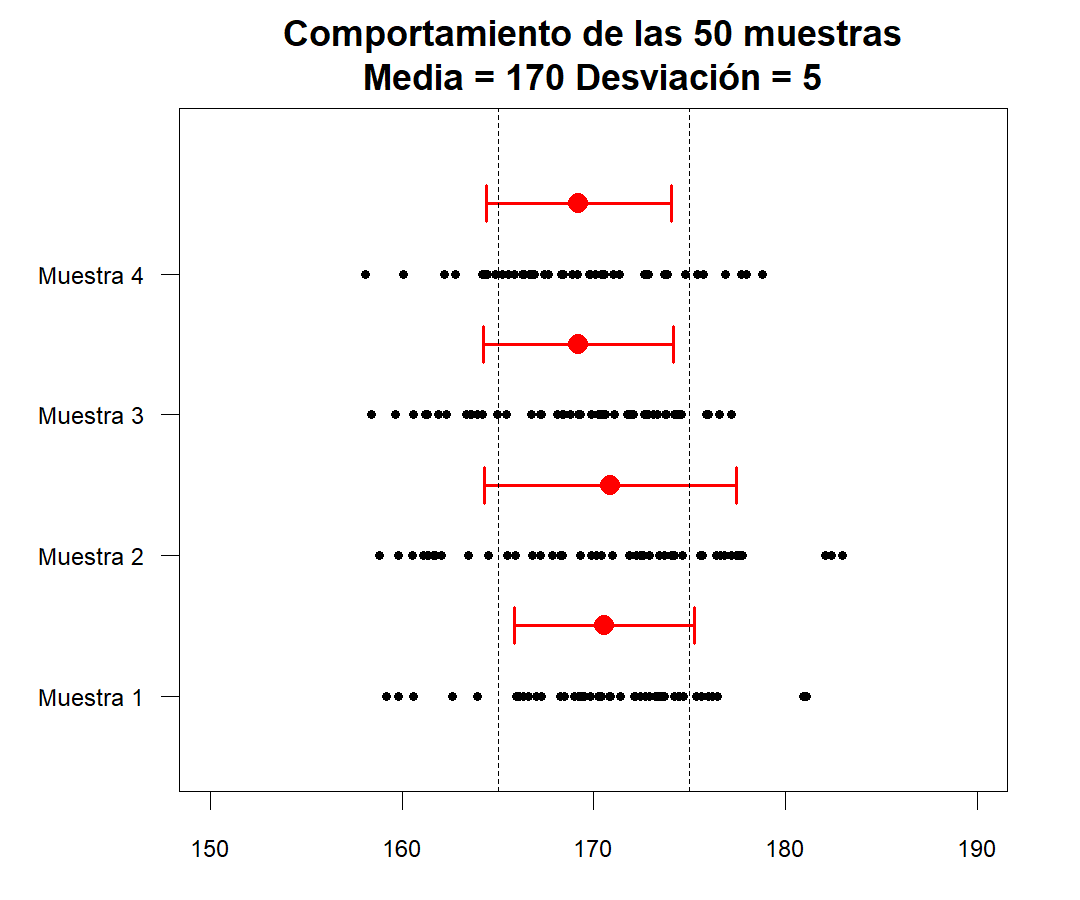 Comportamiento de las 50 muestras
Media = 170 Desviación = 5
Muestra 4
Muestra 3
Muestra 2
Muestra 1
150 160 170 180 190